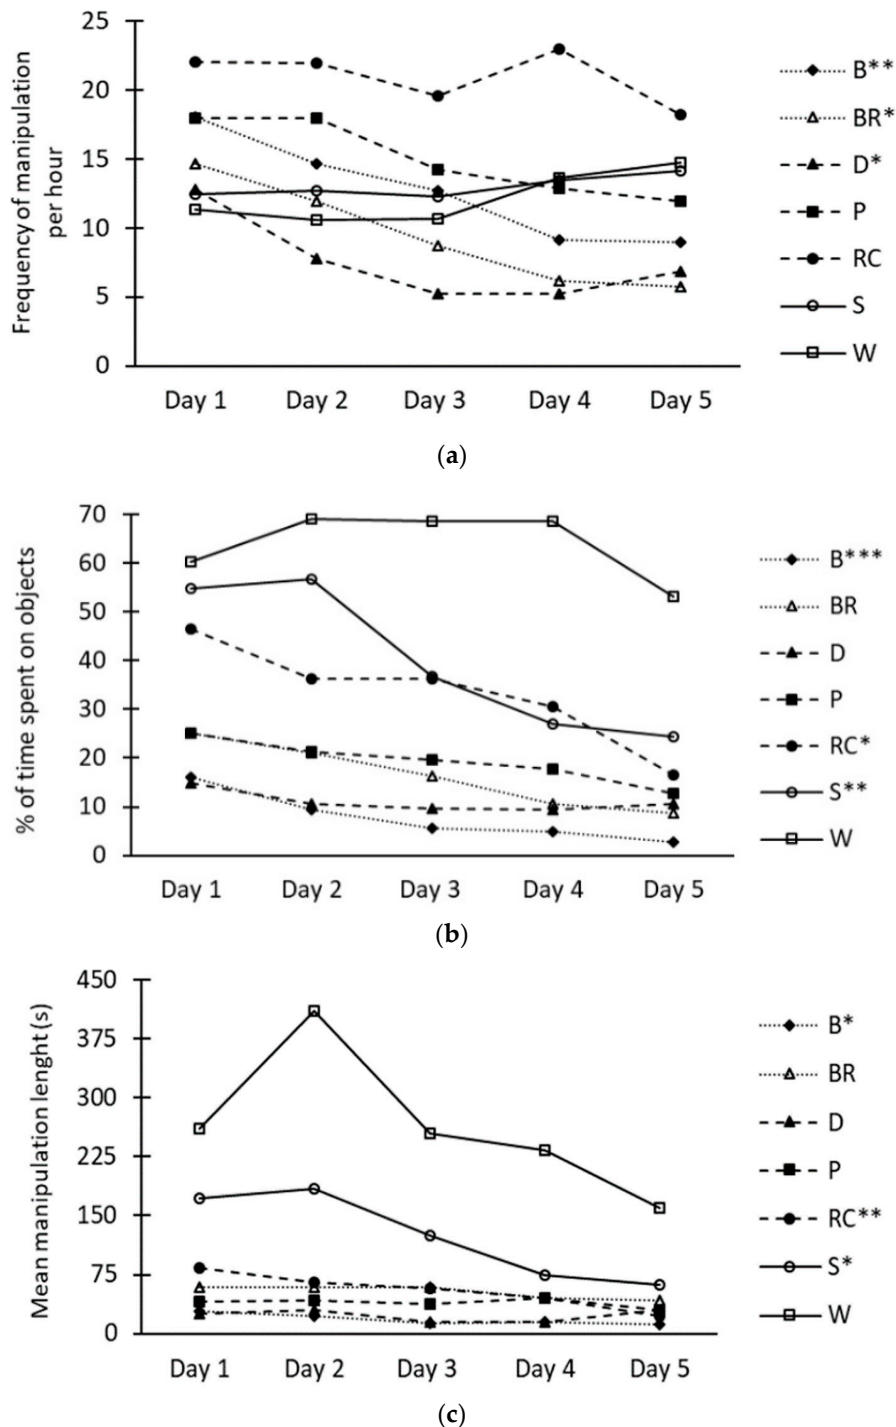 Frequency of manipulation
per hour
25
20
15
10
5
0
Day 1 Day 2 Day 3 Day 4 Day 5
B**
BR*
D*
P
RC
S
W
(a)
% of time spent on objects
70
60
50
40
30
20
10
0
Day 1 Day 2 Day 3 Day 4 Day 5
B***
BR
D
P
RC*
S**
W
(b)
Mean manipulation lenght (s)
450
375
300
225
150
75
0
Day 1 Day 2 Day 3 Day 4 Day 5
B*
BR
D
P
RC**
S*
W
(c)